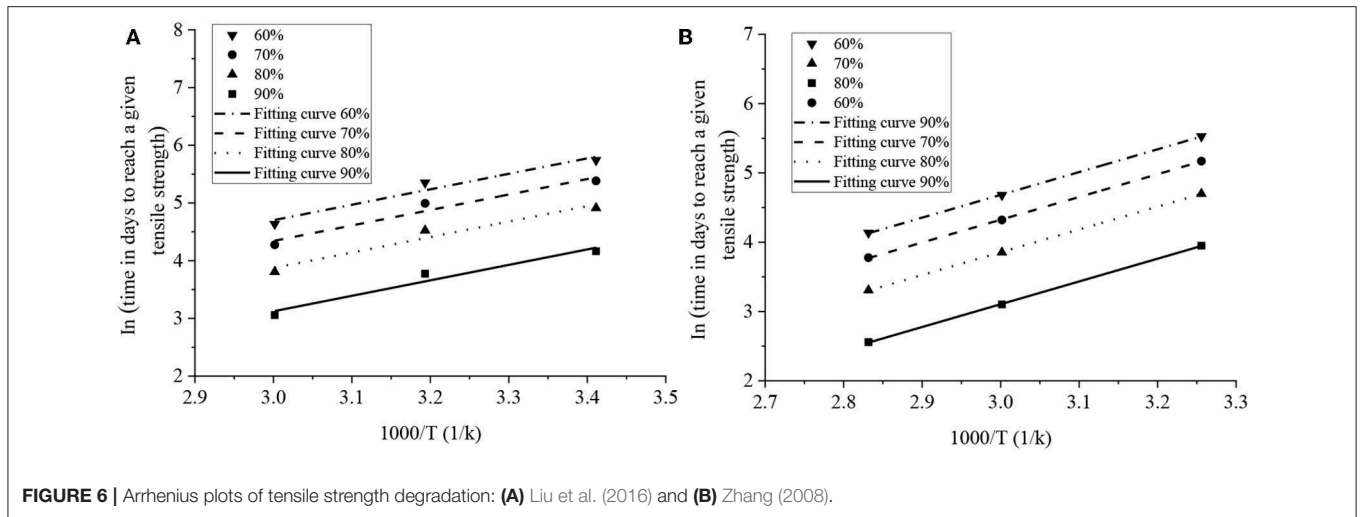 A
8
7
6
5
4
3
2
60%
70%
80%
90%
Fitting curve 60%
Fitting curve 70%
Fitting curve 80%
Fitting curve 90%
In (time in days to reach a given
tensile strength)
2.9
3.0
3.1
3.2
3.3
3.4
3.5
1000/T (1/k)
B
7
6
5
4
3
2
60%
70%
80%
60%
Fitting curve 90%
Fitting curve 70%
Fitting curve 80%
Fitting curve 90%
In (time in days to reach a given
tensile strength)
2.7
2.8
2.9
3.0
3.1
3.2
3.3
1000/T (1/k)
FIGURE 6 | Arrhenius plots of tensile strength degradation: (A) Liu et al. (2016) and (B) Zhang (2008).